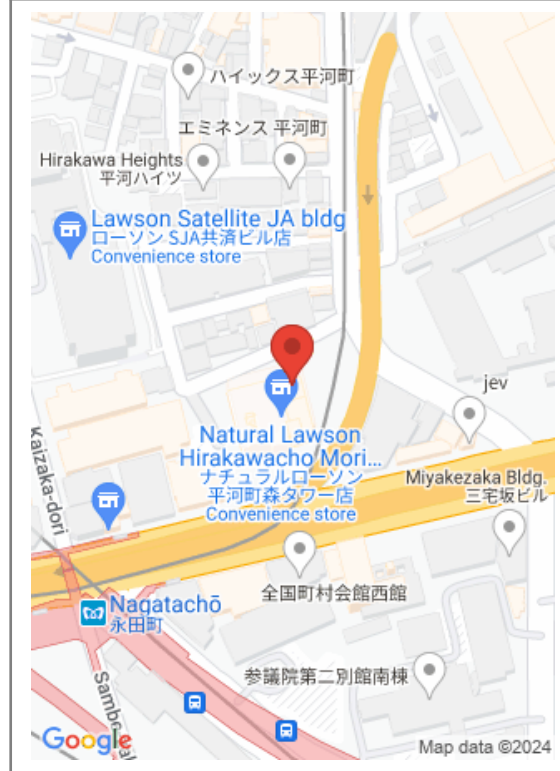 ハイックス平河町
エミネンス 平河町
Hirakawa Heights
平河ハイツ
Lawson Satellite JA bldg
ローソン SJA共済ビル店
Convenience store
jev
Natural Lawson
Hirakawacho Mori...
ナチュラルローソン
平河町森タワー店
Convenience store
Kaizaka-dori
Miyakezaka Bldg.
三宅坂ビル
全国町村会館西館
Nagatachō
永田町
参議院第二別館南棟
Google
Map data ©2024